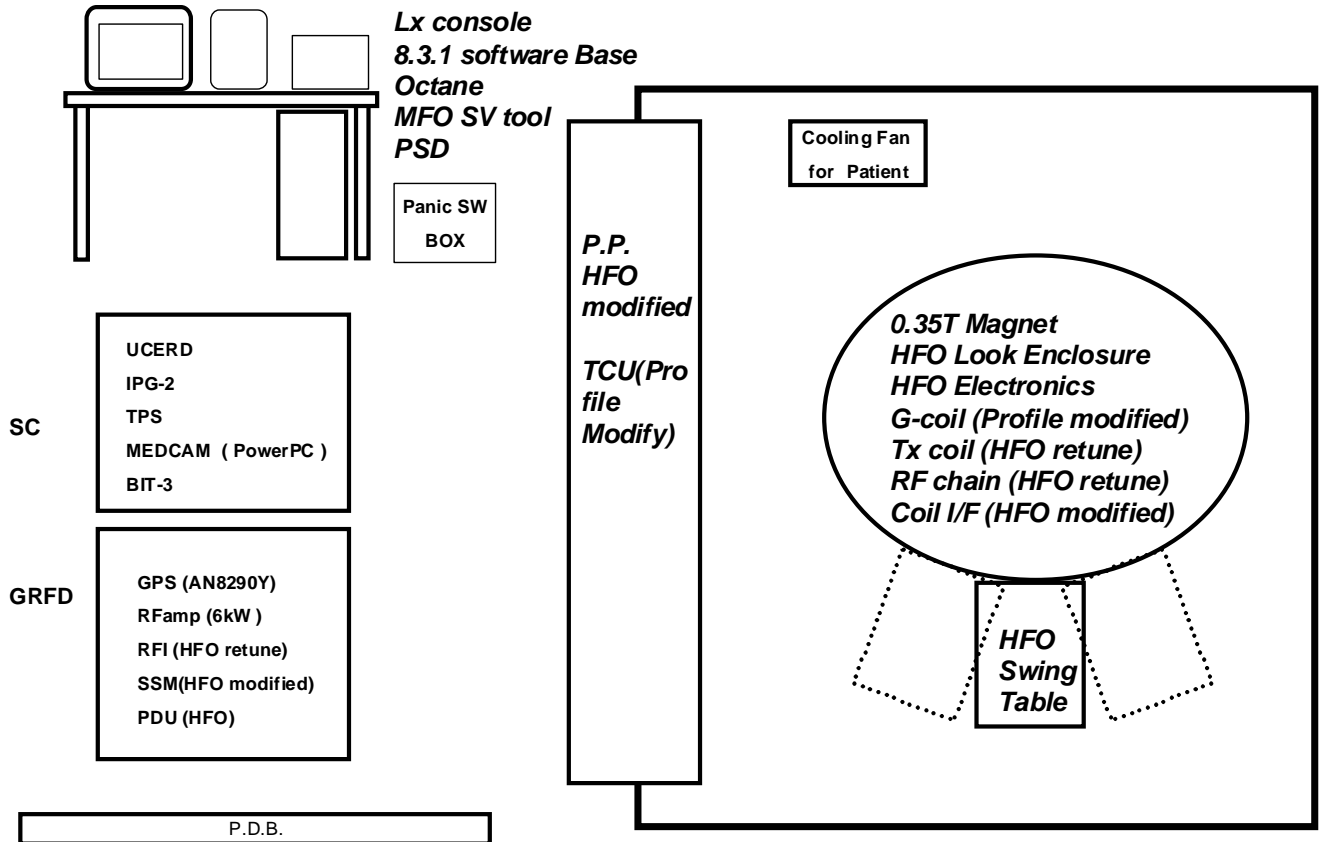 Lx console
8.3.1 software Base
Octane
MFO SV tool
PSD
Panic SW
BOX
SC
UCERD
IPG-2
TPS
MEDCAM ( PowerPC )
BIT-3
GRFD
GPS (AN8290Y)
RFamp (6kW )
RFI (HFO retune)
SSM(HFO modified)
PDU (HFO)
P.D.B.
P.P.
HFO
modified
TCU(Pro
file
Modify)
Cooling Fan
for Patient
0.35T Magnet
HFO Look Enclosure
HFO Electronics
G-coil (Profile modified)
Tx coil (HFO retune)
RF chain (HFO retune)
Coil I/F (HFO modified)
HFO
Swing
Table